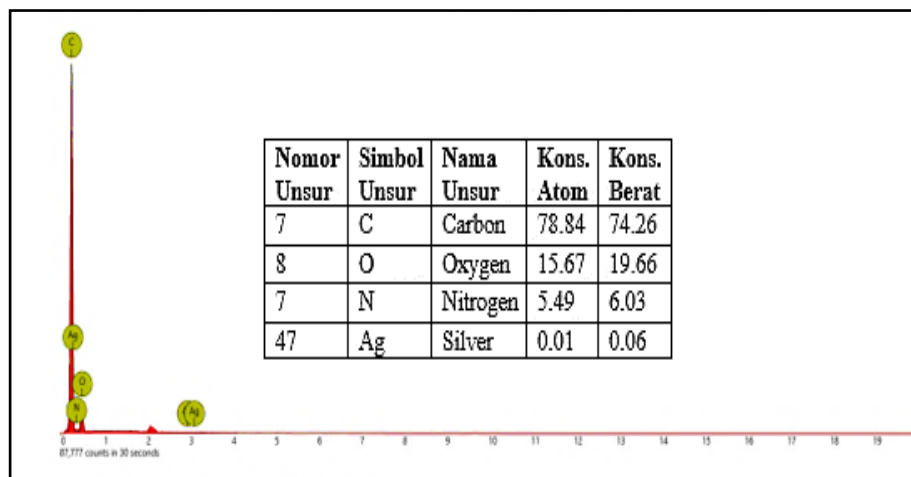 C
Nomor Unsur Simbol Unsur Nama Unsur Kons. Atom Kons. Berat
7 C Carbon 78.84 74.26
8 O Oxygen 15.67 19.66
7 N Nitrogen 5.49 6.03
47 Ag Silver 0.01 0.06
Ag
O
N
Ag
0 1 2 3 4 5 6 7 8 9 10 11 12 13 14 15 16 17 18 19
87,777 counts in 30 seconds